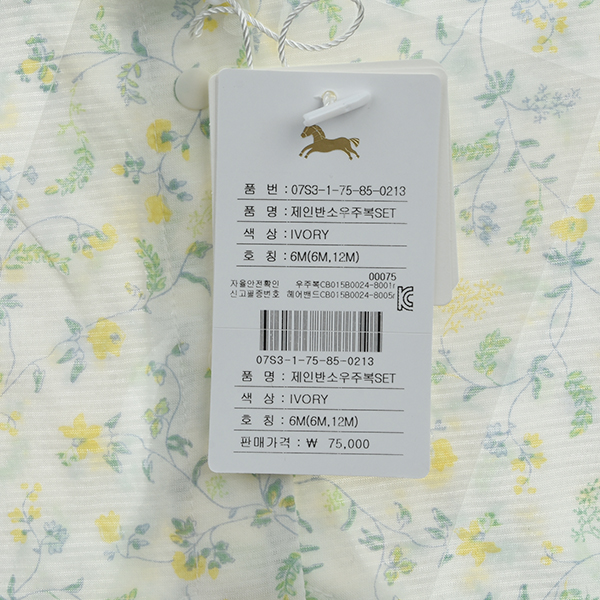 품 번 : 07S3-1-75-85-0213
품 명 : 제인반소우주복SET
색 상 : IVORY
호 칭 : 6M(6M,12M)
00075
자율안전확인 우주복CB015B0024-8001
신고필증번호 헤어밴드CB015B0024-8005
07S3-1-75-85-0213
품 명 : 제인반소우주복SET
색 상 : IVORY
호 칭 : 6M(6M,12M)
판매가격 : ₩ 75,000